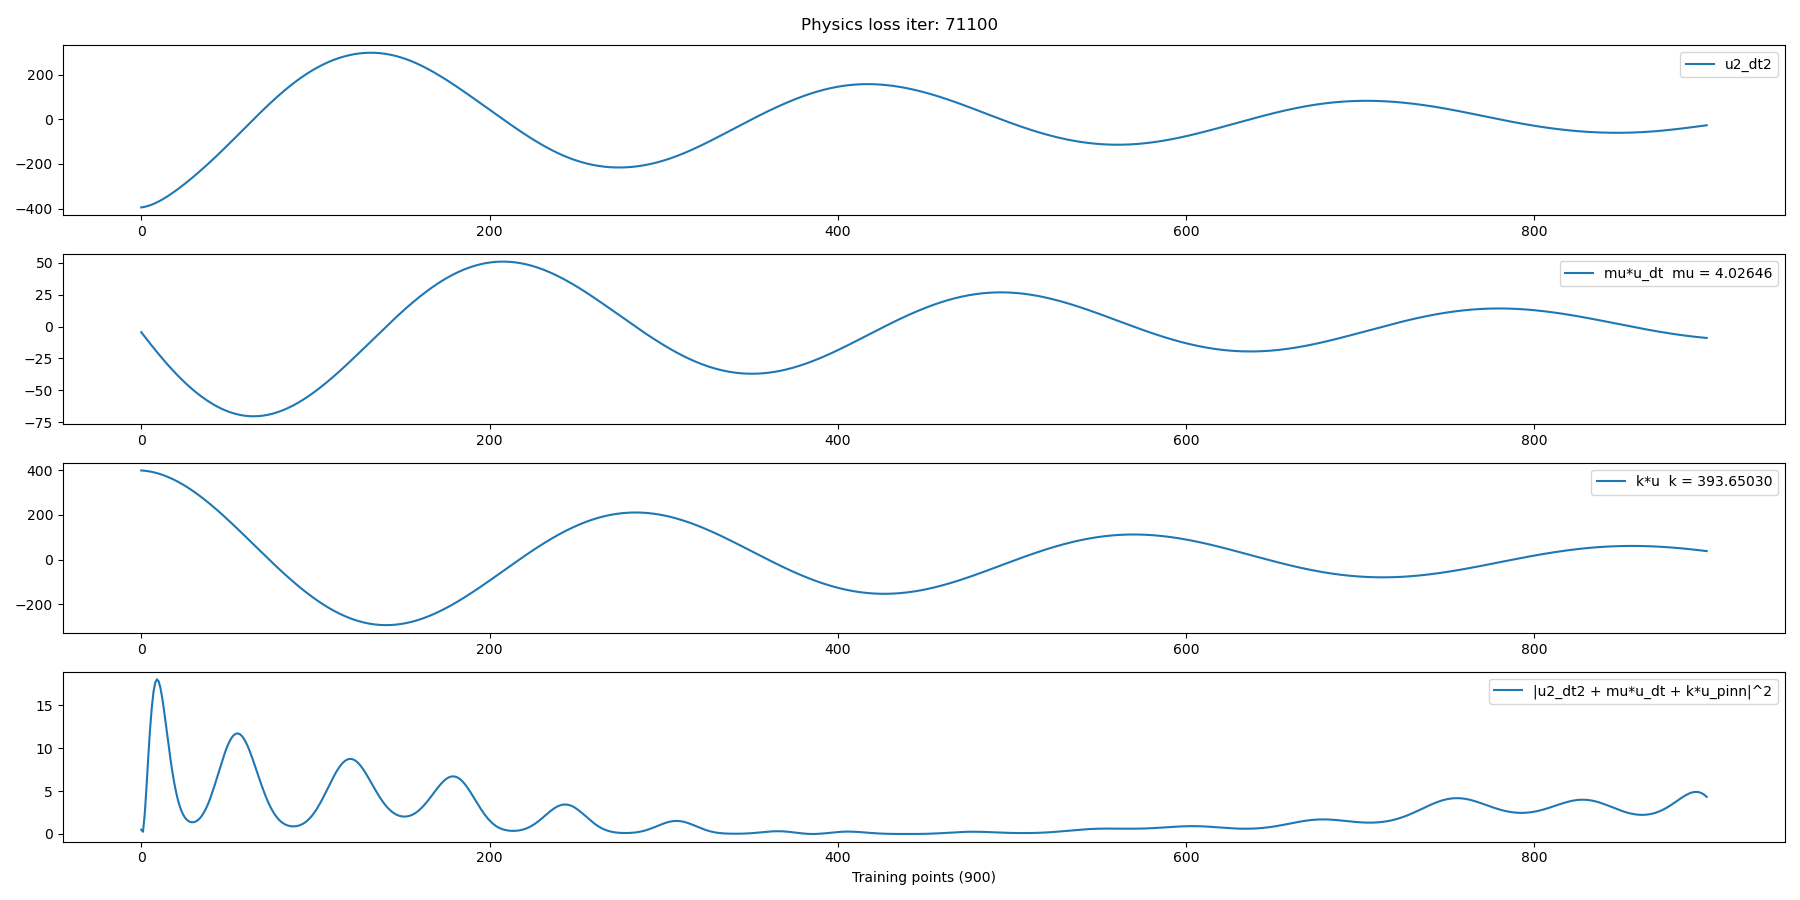 Physics loss iter: 71100
u2_dt2
200
0
−200
−400
0 200 400 600 800
mu*u_dt mu = 4.02646
50
25
0
−25
−50
−75
0 200 400 600 800
k*u k = 393.65030
400
200
0
−200
0 200 400 600 800
|u2_dt2 + mu*u_dt + k*u_pinn|^2
15
10
5
0
0 200 400 600 800
Training points (900)